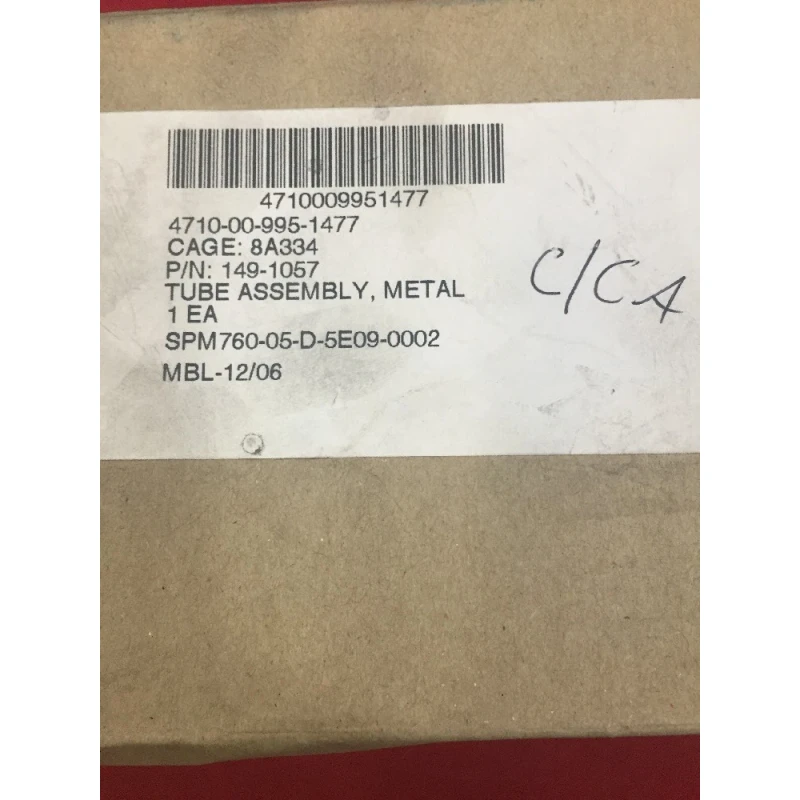 4710009951477
4710-00-995-1477
CAGE: 8A334
P/N: 149-1057
TUBE ASSEMBLY, METAL
1 EA
SPM760-05-D-5E09-0002
MBL-12/06
C/CA